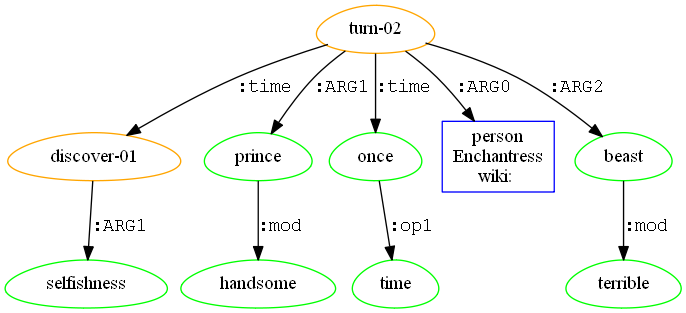 turn-02
:time
:ARG1
:time
:ARG0
:ARG2
discover-01
prince
once
person
Enchantress
wiki:
beast
:ARG1
:mod
:op1
:mod
selfishness
handsome
time
terrible